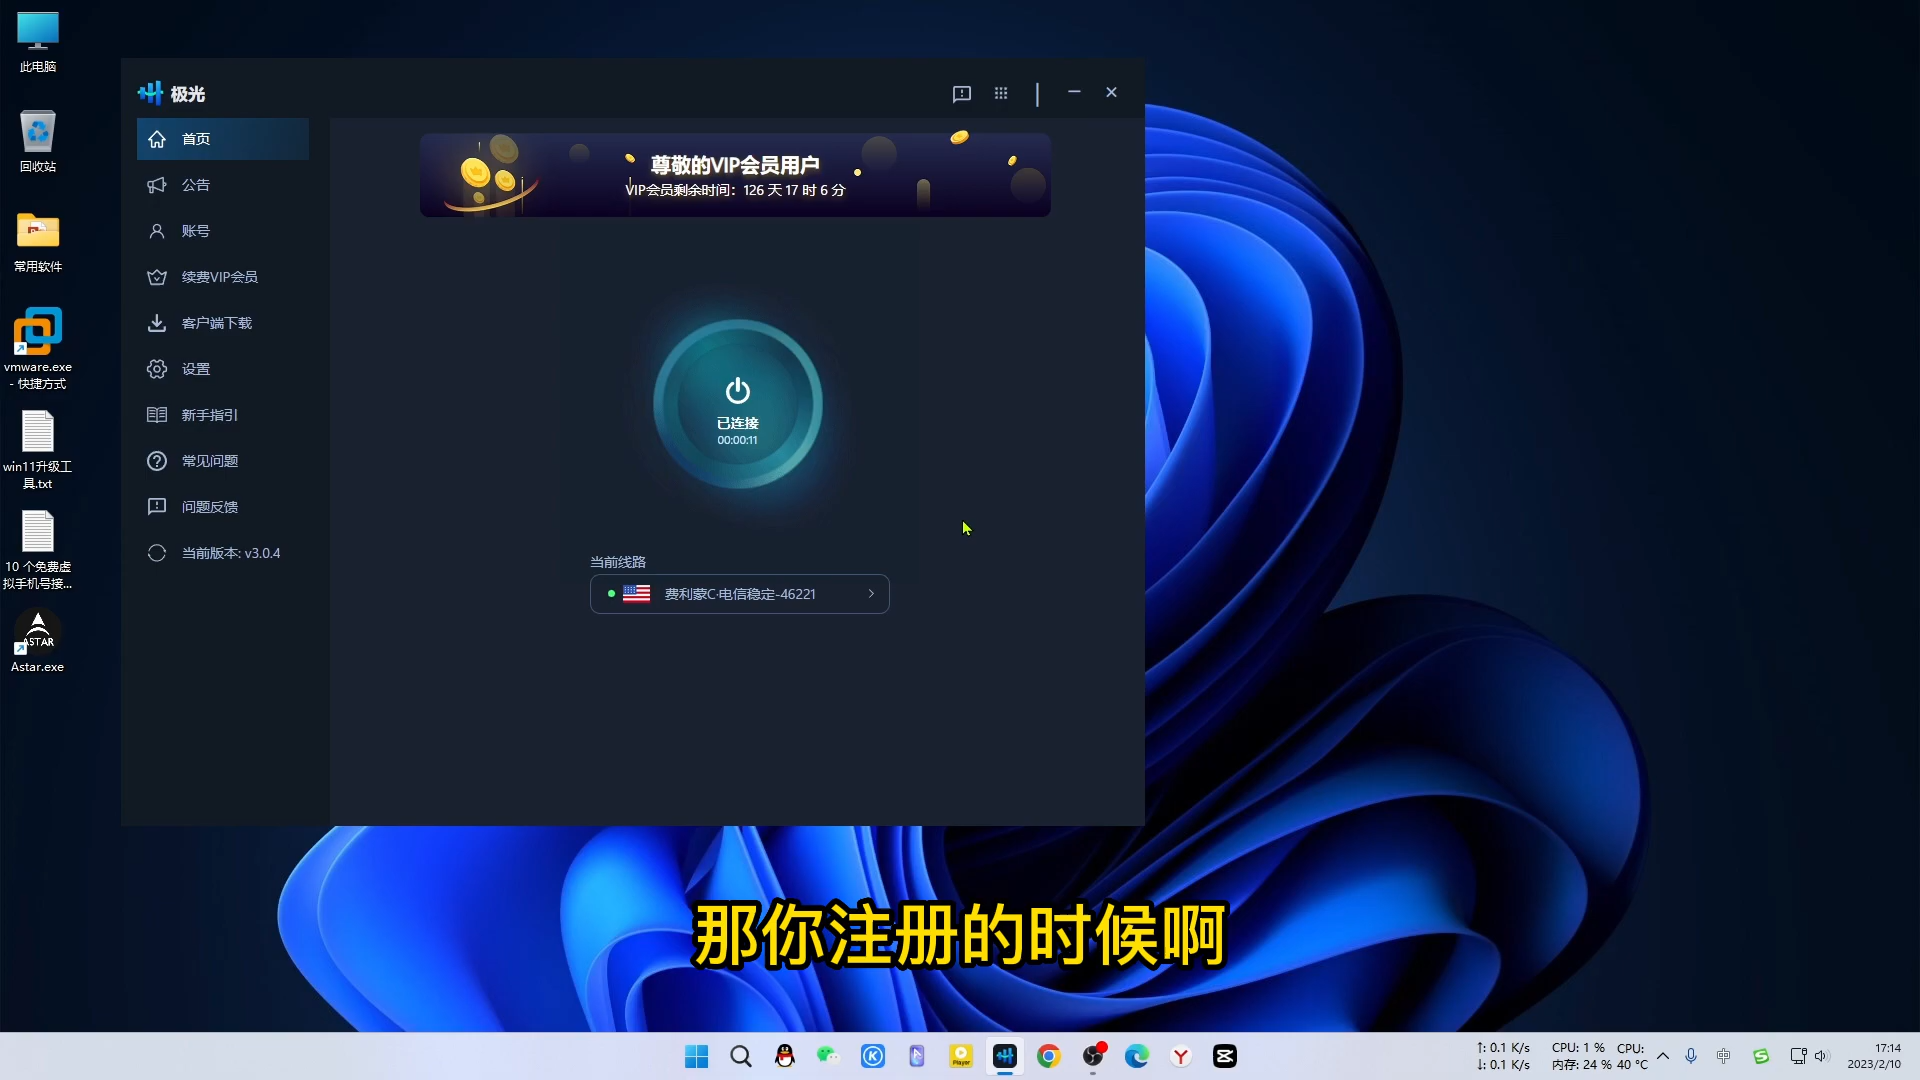 此电脑
回收站
常用软件
vmware.exe
- 快捷方式
win11升级工
具.txt
10 个免费虚
拟手机号接...
ASTAR
Astar.exe
极光
首页
公告
账号
续费VIP会员
客户端下载
设置
新手指引
常见问题
问题反馈
当前版本: v3.0.4
尊敬的VIP会员用户
VIP会员剩余时间：126 天 17 时 6 分
已连接
00:00:11
当前线路
费利蒙C·电信稳定-46221
那你注册的时候啊
Player
↑: 0.1 K/s
↓: 0.1 K/s
CPU: 1 %
内存: 24 %
CPU:
40 °C
中
17:14
2023/2/10